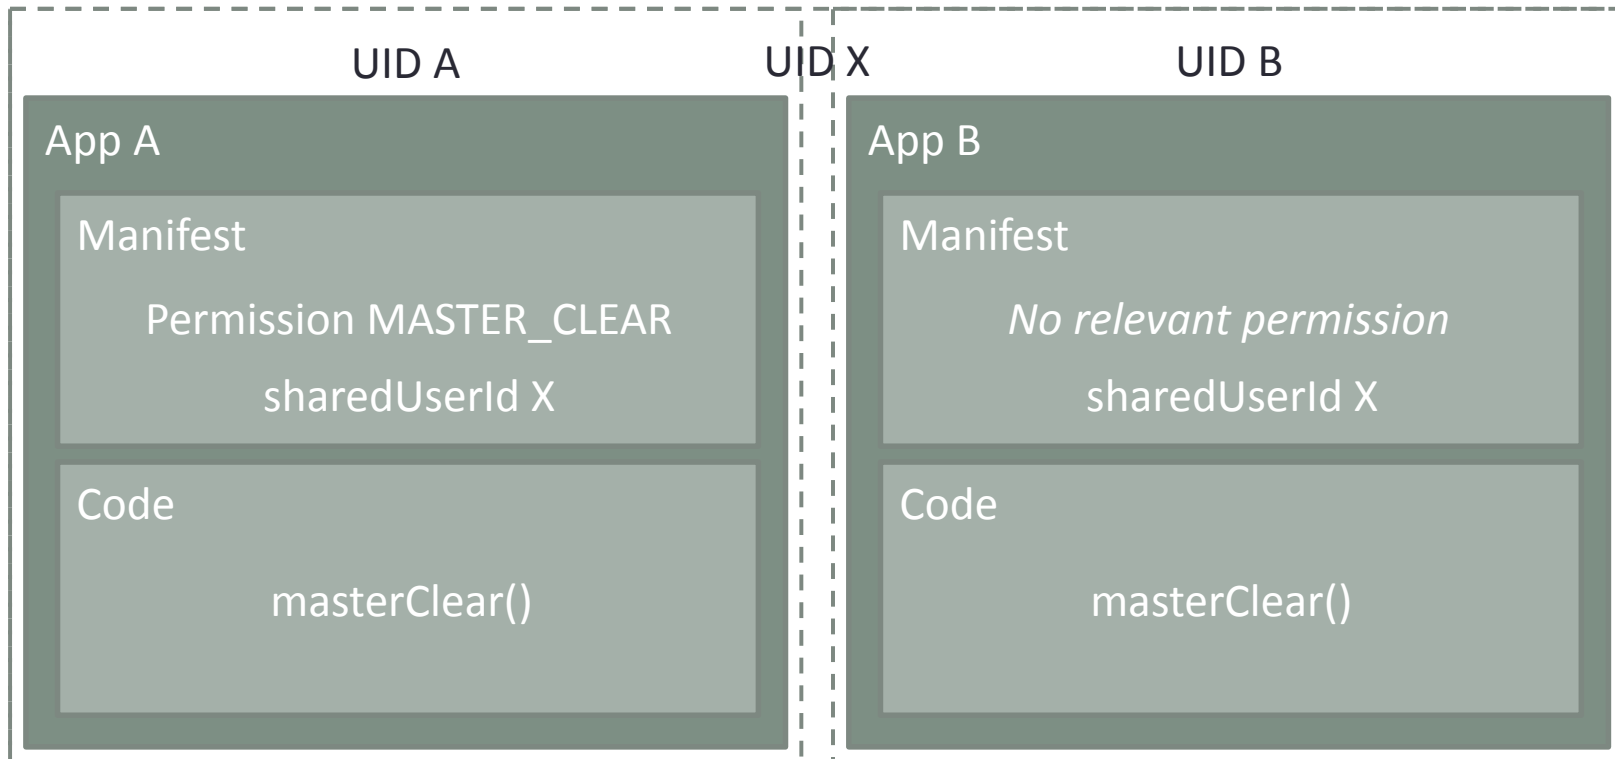 UID A
UID X
UID B
App A
Manifest
Permission MASTER_CLEAR
sharedUserId X
Code
masterClear()
App B
Manifest
No relevant permission
sharedUserId X
Code
masterClear()